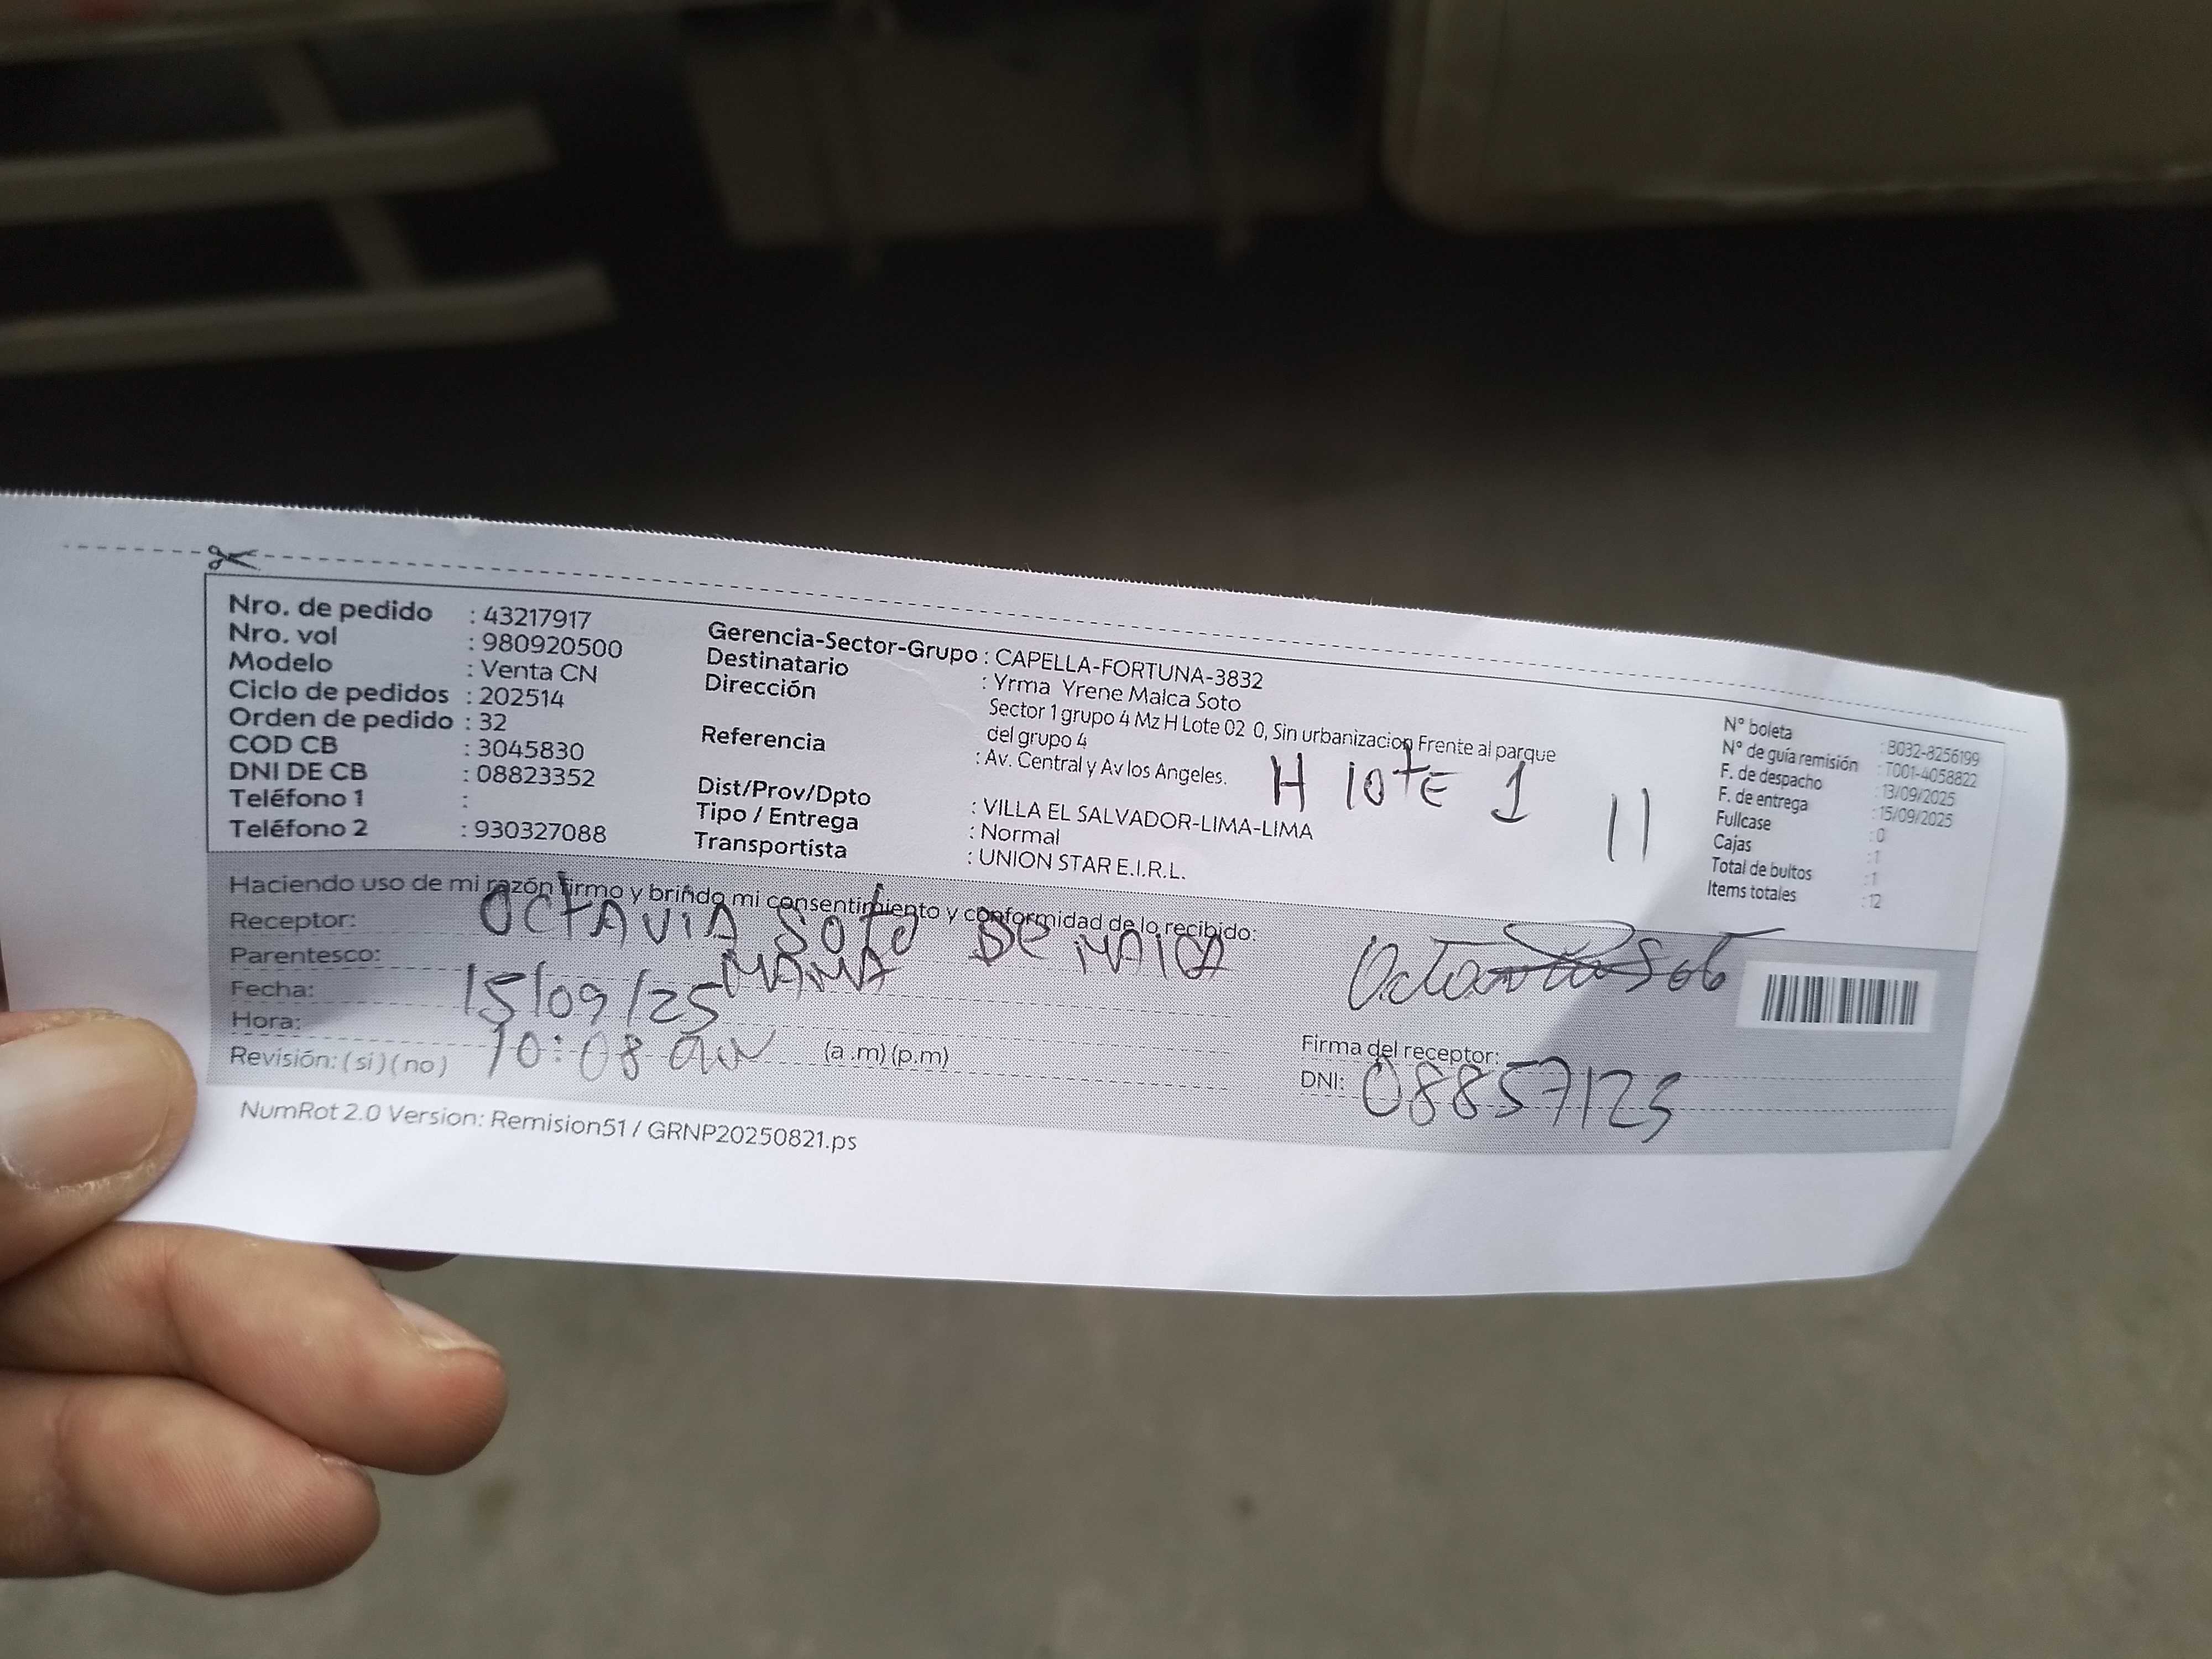 Nro. de pedido : 43217917
Nro. vol : 980920500
Modelo : Venta CN
Ciclo de pedidos : 202514
Orden de pedido : 32
COD CB : 3045830
DNI DE CB : 08823352
Teléfono 1 :
Teléfono 2 : 930327088
Gerencia-Sector-Grupo : CAPELLA-FORTUNA-3832
Destinatario : Yrma Yrene Malca Soto
Dirección Sector 1 grupo 4 Mz H Lote 02 0, Sin urbanizacion Frente al parque
del grupo 4
Referencia : Av. Central y Av los Angeles.
H lotE 1
11
Dist/Prov/Dpto : VILLA EL SALVADOR-LIMA-LIMA
Tipo / Entrega : Normal
Transportista : UNION STAR E.I.R.L.
N° boleta : B032-8256199
N° de guía remisión : T001-4058822
F. de despacho : 13/09/2025
F. de entrega : 15/09/2025
Fullcase : 0
Cajas : 1
Total de bultos : 1
Items totales : 12
Haciendo uso de mi razón firmo y brindo mi consentimiento y conformidad de lo recibido:
Receptor: OCTAVIA SOTO DE
Parentesco: MAMA
Fecha: 15/09/25
Hora: 10:08 am (a .m) (p.m)
Revisión: ( si ) ( no )
Firma del receptor:
DNI: 08857123
NumRot 2.0 Version: Remision51 / GRNP20250821.ps